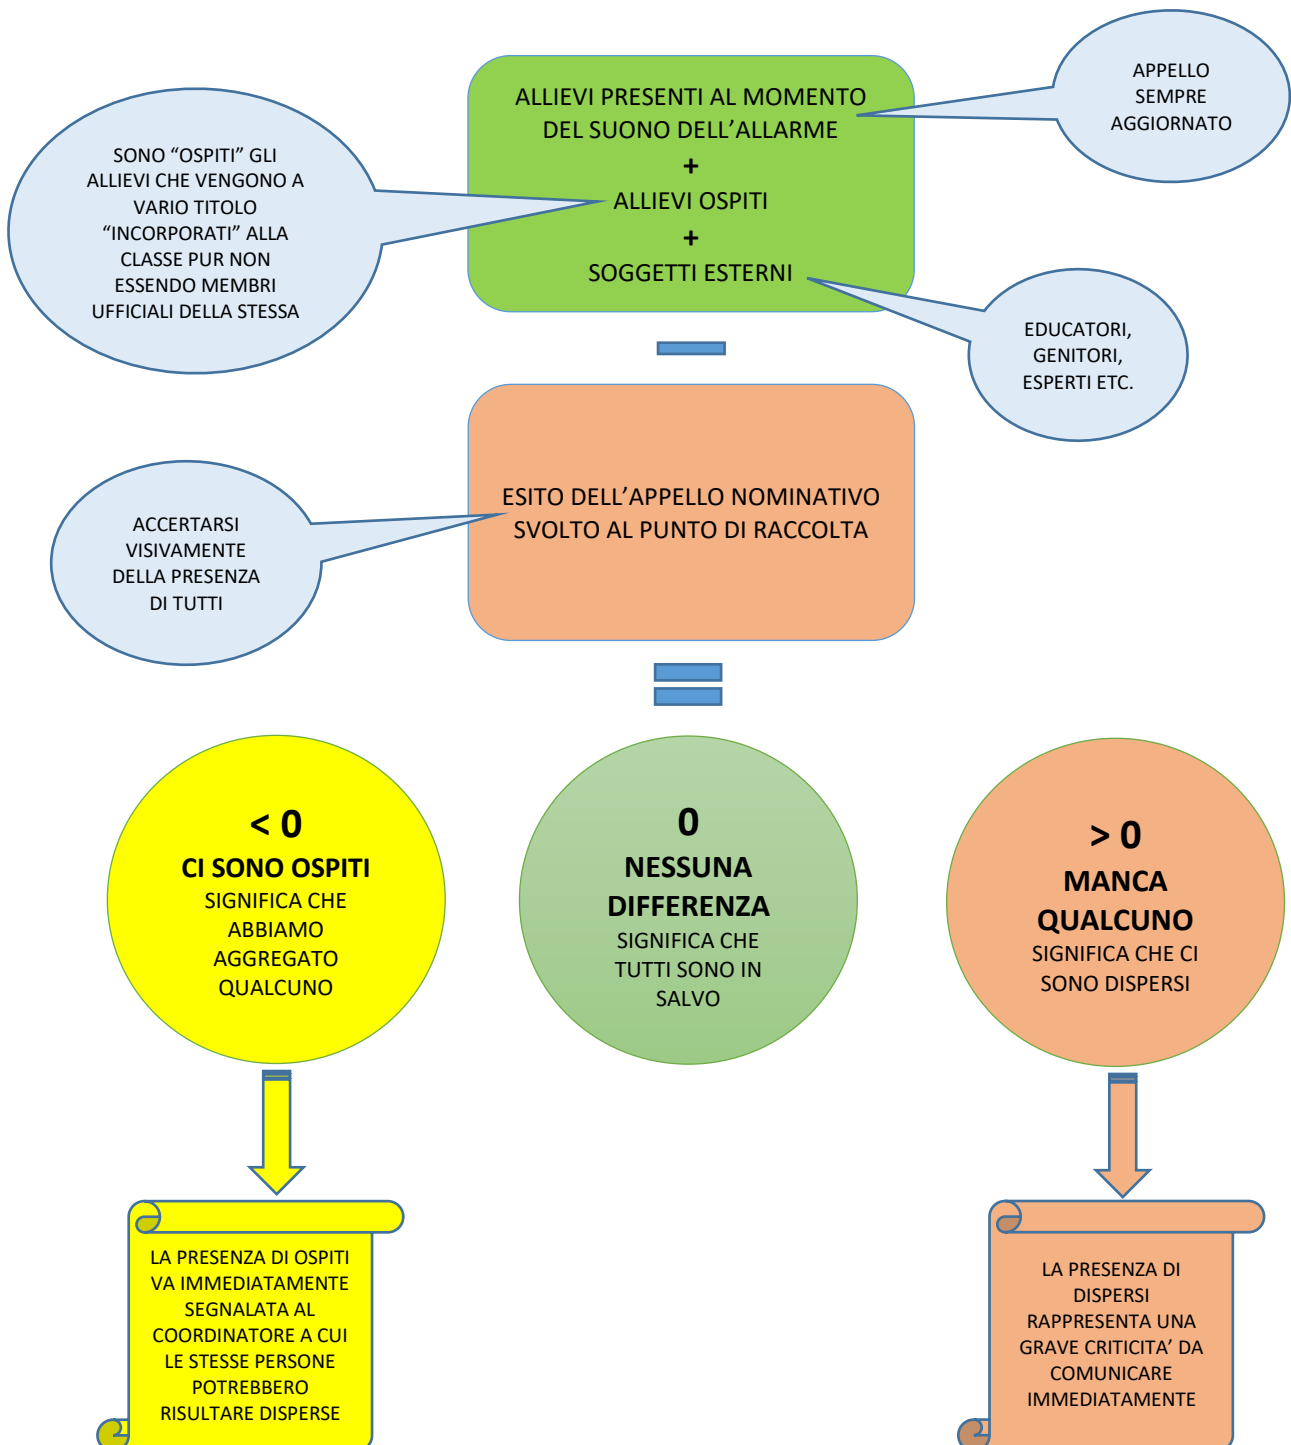 APPELLO
SEMPRE
AGGIORNATO
ALLIEVI PRESENTI AL MOMENTO
DEL SUONO DELL’ALLARME
+
ALLIEVI OSPITI
+
SOGGETTI ESTERNI
SONO “OSPITI” GLI
ALLIEVI CHE VENGONO A
VARIO TITOLO
“INCORPORATI” ALLA
CLASSE PUR NON
ESSENDO MEMBRI
UFFICIALI DELLA STESSA
EDUCATORI,
GENITORI,
ESPERTI ETC.
ESITO DELL’APPELLO NOMINATIVO
SVOLTO AL PUNTO DI RACCOLTA
ACCERTARSI
VISIVAMENTE
DELLA PRESENZA
DI TUTTI
< 0
CI SONO OSPITI
SIGNIFICA CHE
ABBIAMO
AGGREGATO
QUALCUNO
0
NESSUNA
DIFFERENZA
SIGNIFICA CHE
TUTTI SONO IN
SALVO
> 0
MANCA
QUALCUNO
SIGNIFICA CHE CI
SONO DISPERSI
LA PRESENZA DI OSPITI
VA IMMEDIATAMENTE
SEGNALATA AL
COORDINATORE A CUI
LE STESSE PERSONE
POTREBBERO
RISULTARE DISPERSE
LA PRESENZA DI
DISPERSI
RAPPRESENTA UNA
GRAVE CRITICITA’ DA
COMUNICARE
IMMEDIATAMENTE